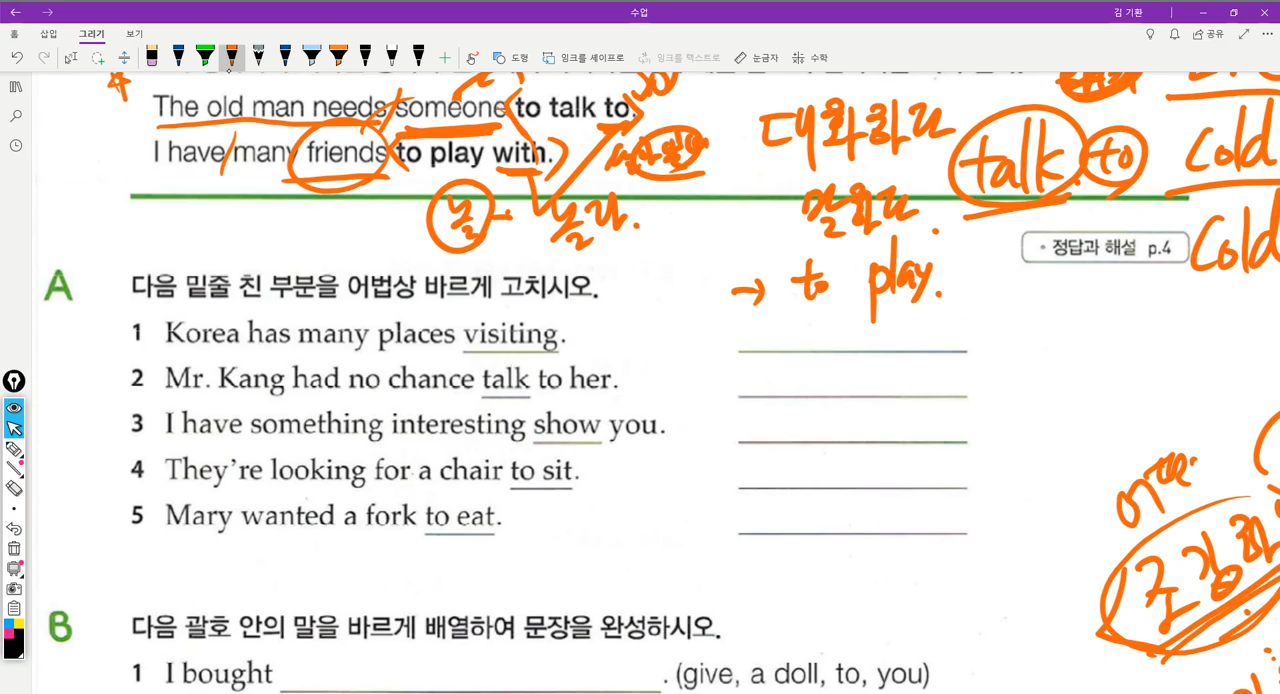 수업
김 기환
홈 삽입 그리기 보기
공유
도형
잉크를 셰이프로
잉크를 텍스트로
눈금자
수학
The old man needs someone to talk to.
I have many friends to play with.
놀
놀다.
대화하다
말하다.
talk to
cold
cold
→ to play.
• 정답과 해설 p.4
A 다음 밑줄 친 부분을 어법상 바르게 고치시오.
1 Korea has many places visiting.
2 Mr. Kang had no chance talk to her.
3 I have something interesting show you.
4 They're looking for a chair to sit.
5 Mary wanted a fork to eat.
B 다음 괄호 안의 말을 바르게 배열하여 문장을 완성하시오.
1 I bought . (give, a doll, to, you)